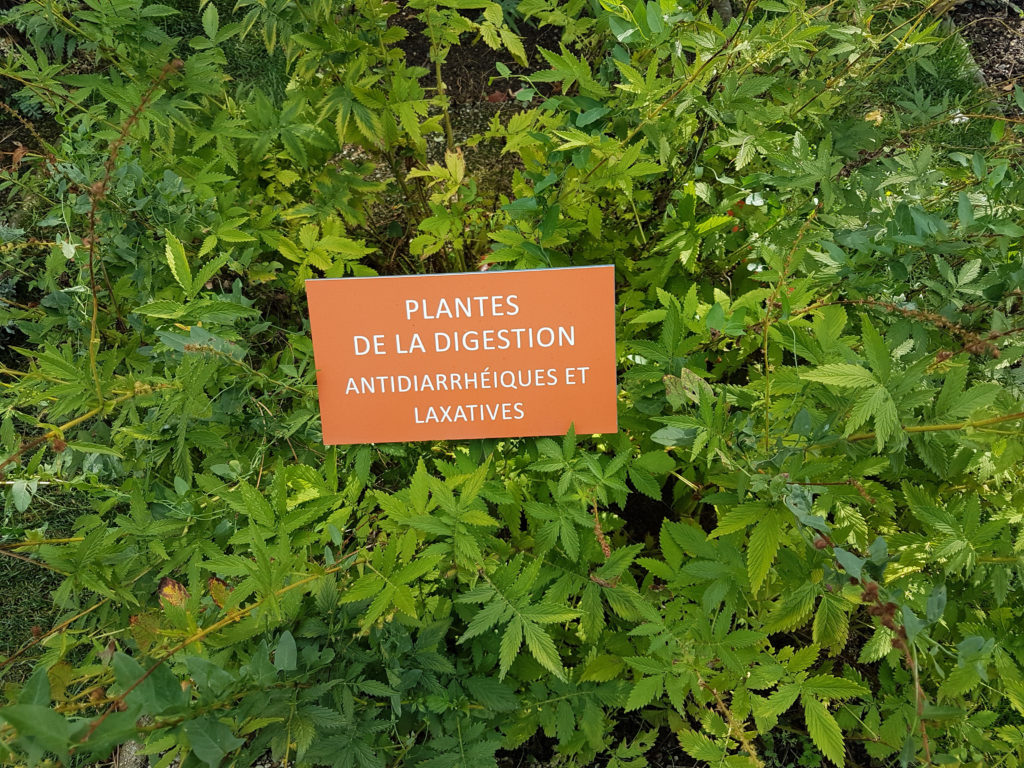 PLANTES
DE LA DIGESTION
ANTIDIARRHÉIQUES ET
LAXATIVES